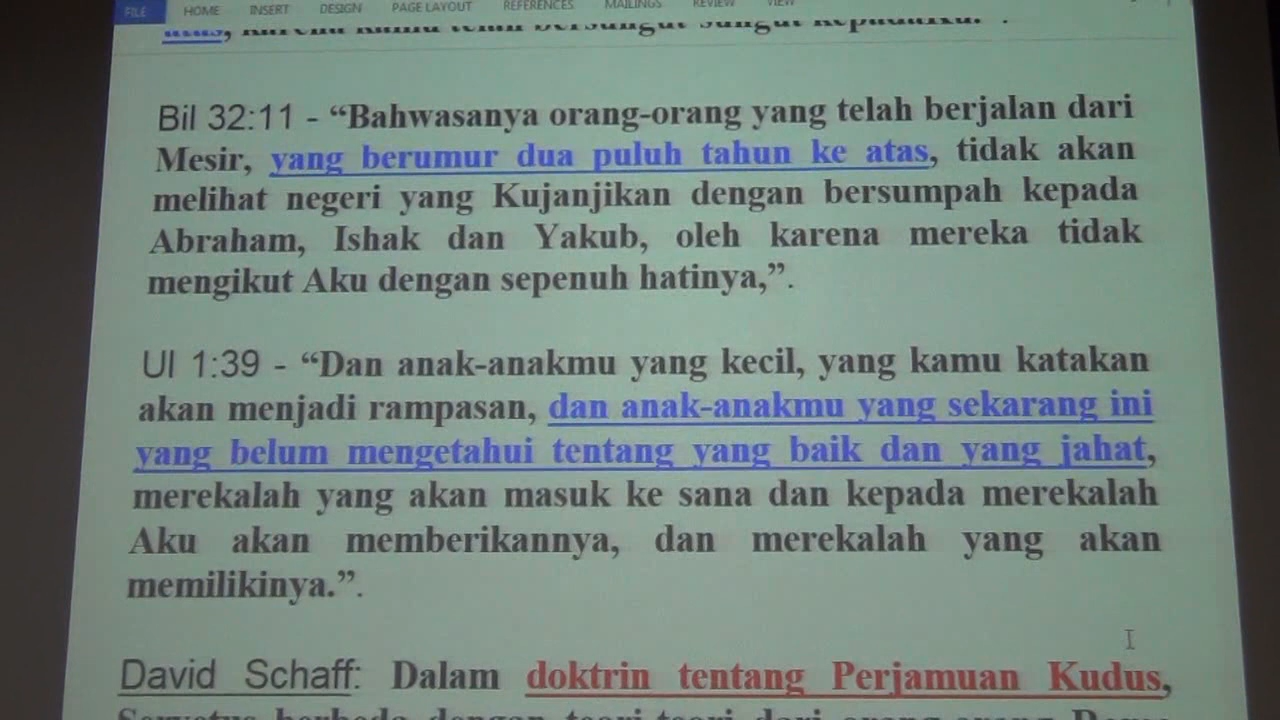 FILE HOME INSERT DESIGN PAGE LAYOUT REFERENCES MAILINGS REVIEW VIEW
Bil 32:11 - “Bahwasanya orang-orang yang telah berjalan dari
Mesir, yang berumur dua puluh tahun ke atas, tidak akan
melihat negeri yang Kujanjikan dengan bersumpah kepada
Abraham, Ishak dan Yakub, oleh karena mereka tidak
mengikut Aku dengan sepenuh hatinya,”.
Ul 1:39 - “Dan anak-anakmu yang kecil, yang kamu katakan
akan menjadi rampasan, dan anak-anakmu yang sekarang ini
yang belum mengetahui tentang yang baik dan yang jahat,
merekalah yang akan masuk ke sana dan kepada merekalah
Aku akan memberikannya, dan merekalah yang akan
memilikinya.”.
David Schaff: Dalam doktrin tentang Perjamuan Kudus,